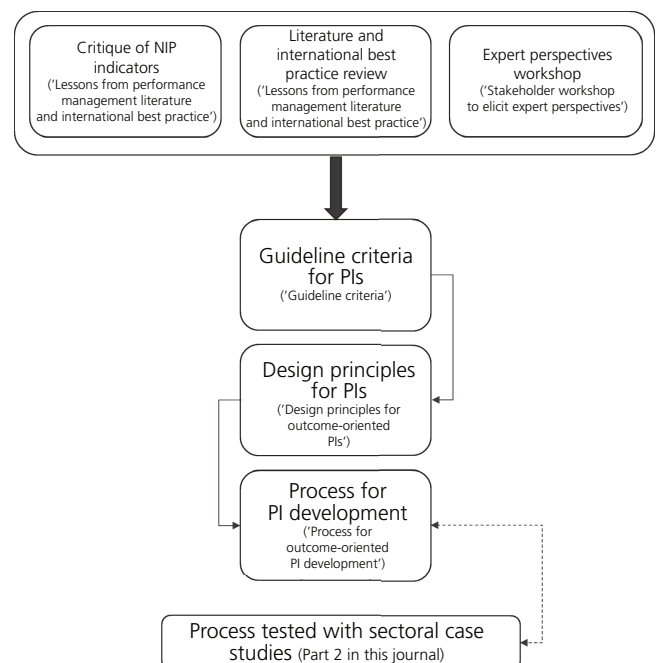 Critique of NIP
indicators
('Lessons from performance
management literature
and international best practice')
Literature and
international best
practice review
('Lessons from performance
management literature
and international best practice')
Expert perspectives
workshop
('Stakeholder workshop
to elicit expert perspectives')
Guideline criteria
for PIs
('Guideline criteria')
Design principles
for PIs
('Design principles for
outcome-oriented
PIs')
Process for
PI development
('Process for
outcome-oriented
PI development')
Process tested with sectoral case
studies (Part 2 in this journal)